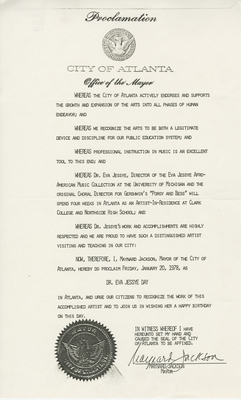 Proclamation
CITY OF ATLANTA
Office of the Mayor
WHEREAS THE CITY OF ATLANTA ACTIVELY ENDORSES AND SUPPORTS
THE GROWTH AND EXPANSION OF THE ARTS INTO ALL PHASES OF HUMAN
ENDEAVOR; AND
WHEREAS WE RECOGNIZE THE ARTS TO BE BOTH A LEGITIMATE
DEVICE AND DISCIPLINE FOR OUR PUBLIC EDUCATION SYSTEM; AND
WHEREAS PROFESSIONAL INSTRUCTION IN MUSIC IS AN EXCELLENT
TOOL TO THIS END; AND
WHEREAS DR. EVA JESSYE, DIRECTOR OF THE EVA JESSYE AFRO-
AMERICAN MUSIC COLLECTION AT THE UNIVERSITY OF MICHIGAN AND THE
ORIGINAL CHORAL DIRECTOR FOR GERSHWIN'S "PORGY AND BESS" WILL
SPEND FOUR WEEKS IN ATLANTA AS AN ARTIST-IN-RESIDENCE AT CLARK
COLLEGE AND NORTHSIDE HIGH SCHOOL; AND
WHEREAS DR. JESSYE'S WORK AND ACCOMPLISHMENTS ARE HIGHLY
RESPECTED AND WE ARE PROUD TO HAVE SUCH A DISTINGUISHED ARTIST
VISITING AND TEACHING IN OUR CITY:
NOW, THEREFORE, I, MAYNARD JACKSON, MAYOR OF THE CITY OF
ATLANTA, HEREBY DO PROCLAIM FRIDAY, JANUARY 20, 1978, AS
DR. EVA JESSYE DAY
IN ATLANTA, AND URGE OUR CITIZENS TO RECOGNIZE THE WORK OF THIS
ACCOMPLISHED ARTIST AND TO JOIN US IN WISHING HER A HAPPY BIRTHDAY
ON THIS DAY.
IN WITNESS WHEREOF I HAVE
HEREUNTO SET MY HAND AND
CAUSED THE SEAL OF THE CITY
OF ATLANTA TO BE AFFIXED.
Maynard Jackson
MAYNARD JACKSON
MAYOR